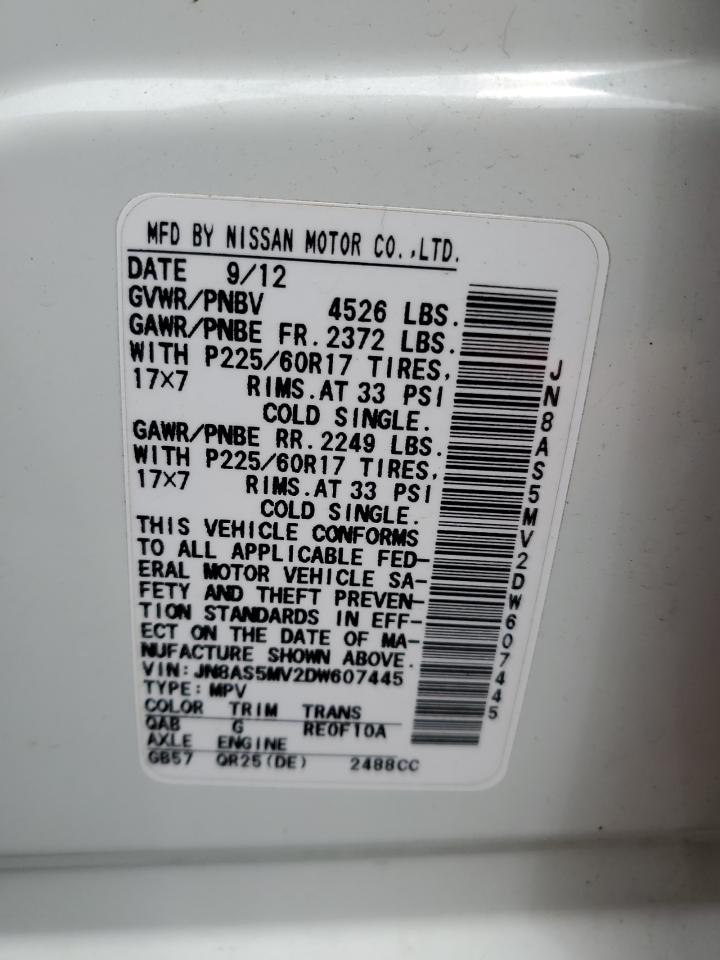 MFD BY NISSAN MOTOR CO.,LTD.
DATE 9/12
GVWR/PNBV 4526 LBS.
GAWR/PNBE FR. 2372 LBS.
WITH P225/60R17 TIRES,
17×7 RIMS. AT 33 PSI
COLD SINGLE.
GAWR/PNBE RR. 2249 LBS.
WITH P225/60R17 TIRES,
17×7 RIMS. AT 33 PSI
COLD SINGLE.
THIS VEHICLE CONFORMS
TO ALL APPLICABLE FED-
ERAL MOTOR VEHICLE SA-
FETY AND THEFT PREVEN-
TION STANDARDS IN EFF-
ECT ON THE DATE OF MA-
NUFACTURE SHOWN ABOVE.
VIN: JN8AS5MV2DW607445
TYPE: MPV
COLOR TRIM TRANS
QAB G RE0F10A
AXLE ENGINE
GB57 QR25(DE) 2488CC
JN8AS5MV2DW607445